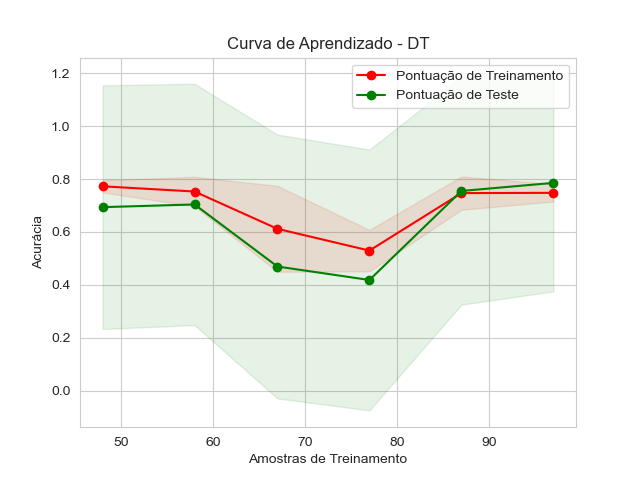 Curva de Aprendizado - DT
Pontuação de Treinamento
Pontuação de Teste
1.2
1.0
0.8
0.6
0.4
0.2
0.0
Acurácia
50
60
70
80
90
Amostras de Treinamento